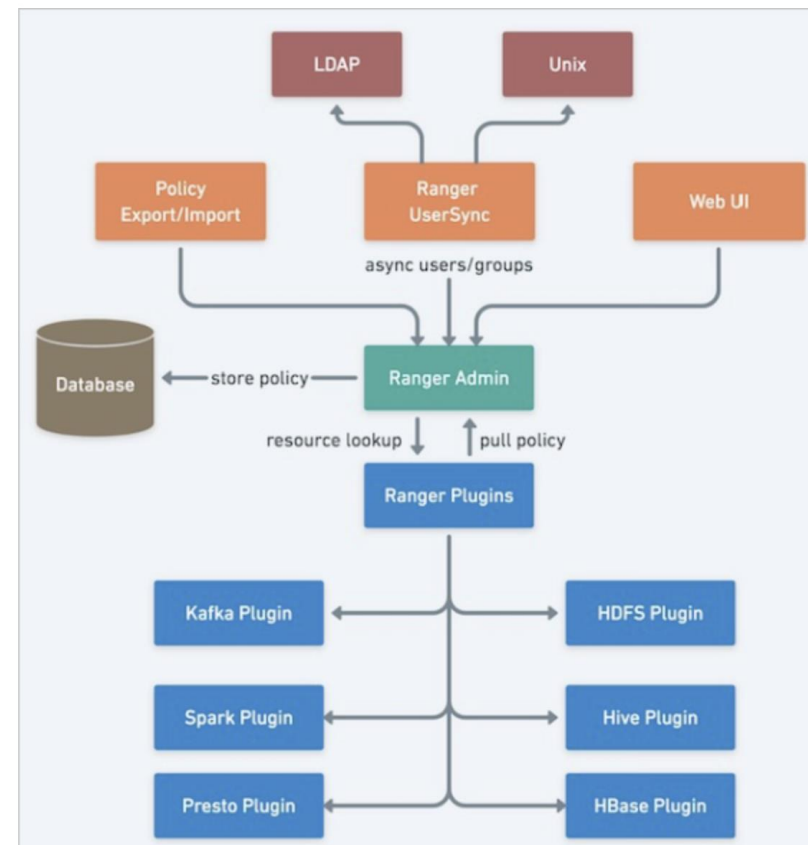 LDAP
Unix
Policy
Export/Import
Ranger
UserSync
Web UI
async users/groups
Database
store policy
Ranger Admin
resource lookup
pull policy
Ranger Plugins
Kafka Plugin
HDFS Plugin
Spark Plugin
Hive Plugin
Presto Plugin
HBase Plugin